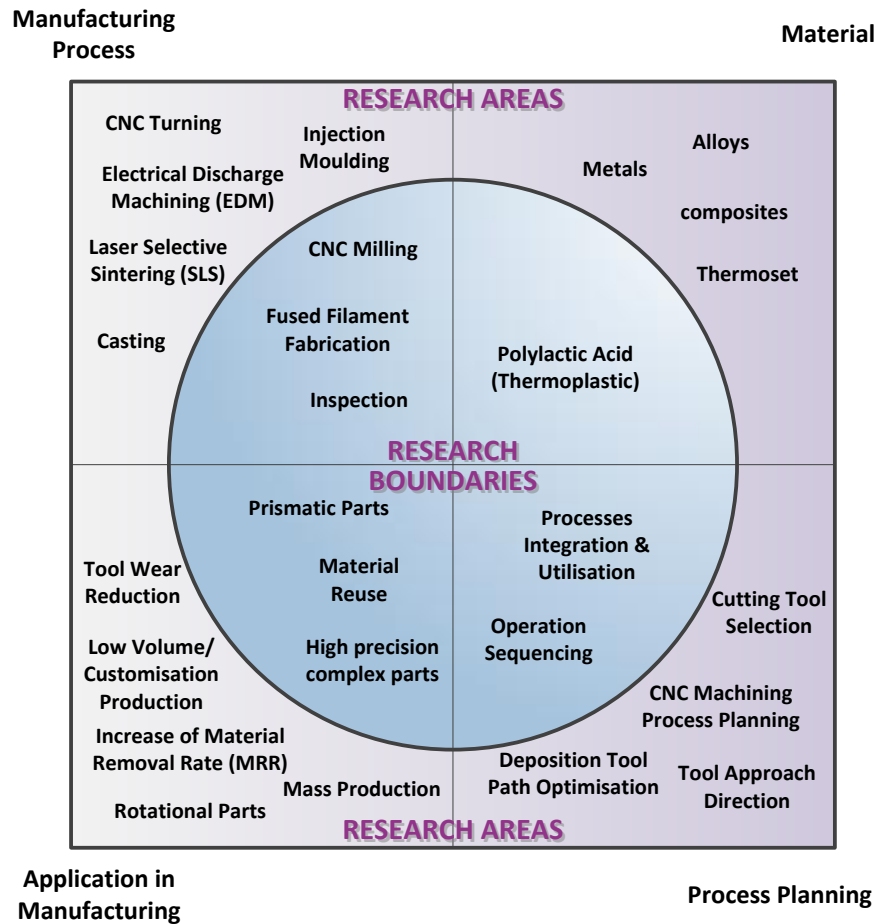 Manufacturing
Process
Material
RESEARCH AREAS
CNC Turning
Injection
Moulding
Electrical Discharge
Machining (EDM)
Laser Selective
Sintering (SLS)
Casting
Alloys
Metals
composites
Thermoset
CNC Milling
Fused Filament
Fabrication
Inspection
Polylactic Acid
(Thermoplastic)
RESEARCH
BOUNDARIES
Prismatic Parts
Material
Reuse
High precision
complex parts
Processes
Integration &
Utilisation
Operation
Sequencing
Tool Wear
Reduction
Low Volume/
Customisation
Production
Increase of Material
Removal Rate (MRR)
Mass Production
Rotational Parts
Cutting Tool
Selection
CNC Machining
Process Planning
Deposition Tool
Path Optimisation
Tool Approach
Direction
RESEARCH AREAS
Application in
Manufacturing
Process Planning